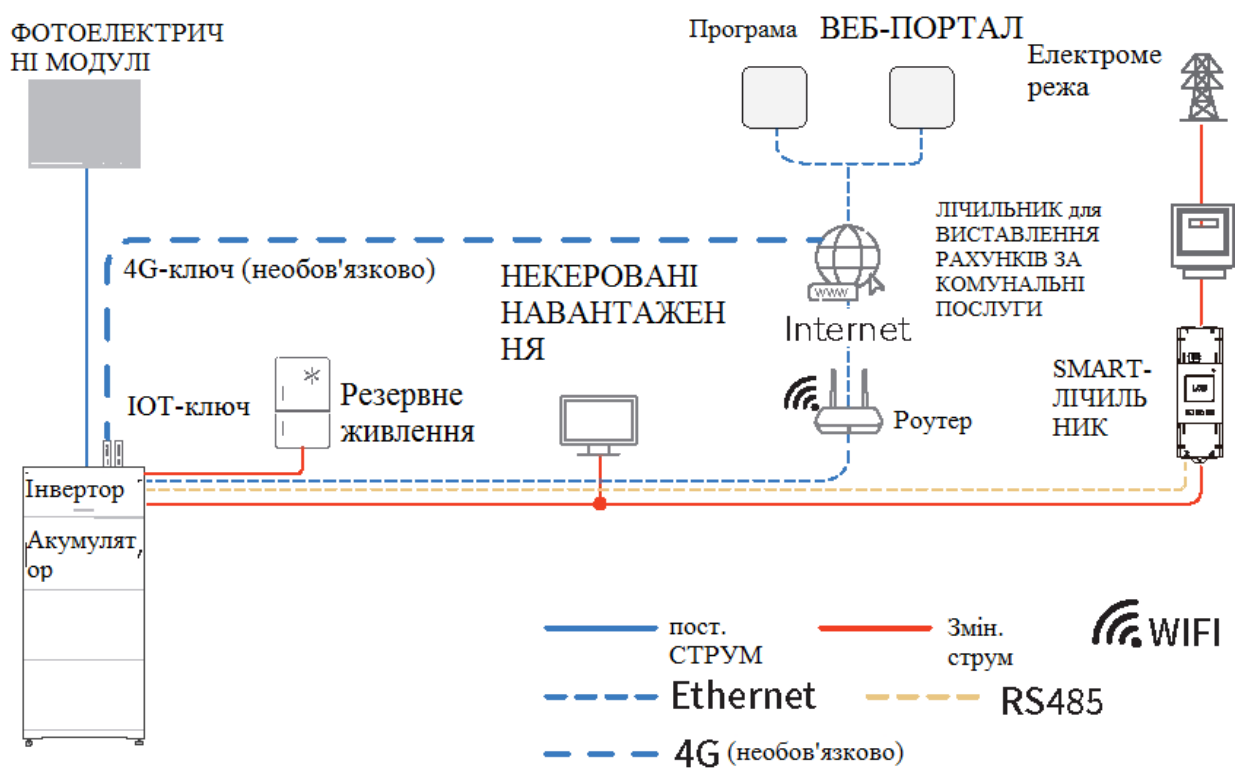 ФОТОЕЛЕКТРИЧ
НІ МОДУЛІ
Програма
ВЕБ-ПОРТАЛ
Електроме
режа
4G-ключ (необов'язково)
НЕКЕРОВАНІ
НАВАНТАЖЕН
НЯ
WWW
Internet
ЛІЧИЛЬНИК для
ВИСТАВЛЕННЯ
РАХУНКІВ ЗА
КОМУНАЛЬНІ
ПОСЛУГИ
IOT-ключ
Резервне
живлення
Роутер
SMART-
ЛІЧИЛЬ
НИК
Інвертор
Акумулят
ор
пост.
СТРУМ
Змін.
струм
WIFI
Ethernet
RS485
4G (необов'язково)